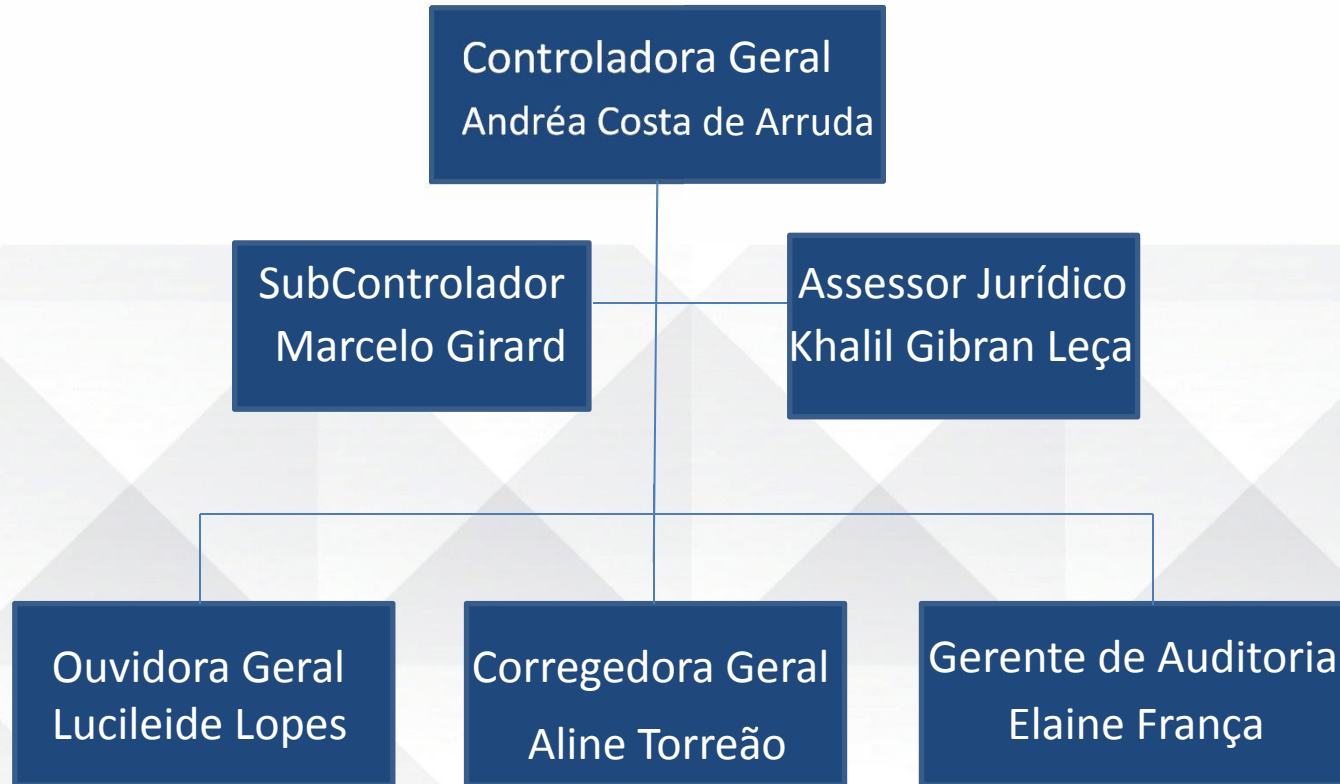 Controladora Geral
Andréa Costa de Arruda
SubControlador
Marcelo Girard
Assessor Jurídico
Khalil Gibran Leça
Ouvidora Geral
Lucileide Lopes
Corregedora Geral
Aline Torreão
Gerente de Auditoria
Elaine França